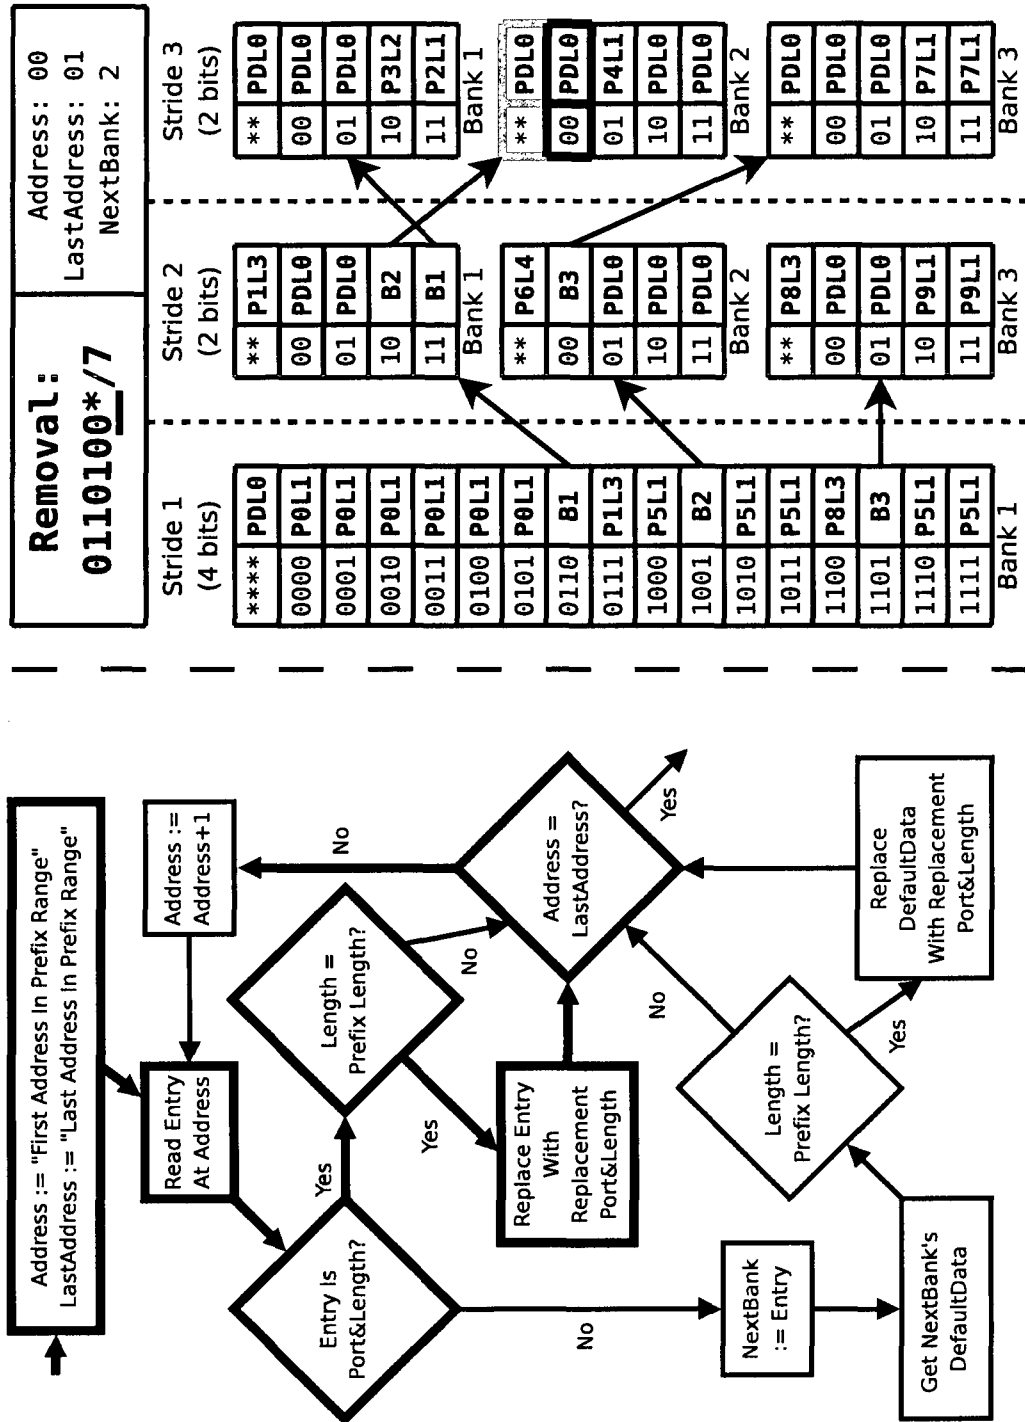 Address := "First Address In Prefix Range"
LastAddress := "Last Address In Prefix Range"
Read Entry
At Address
Address :=
Address+1
Entry Is
Port&Length?
Yes
No
Length =
Prefix Length?
Yes
No
No
Replace Entry
With
Replacement
Port&Length
Address =
LastAddress?
Yes
No
NextBank
:= Entry
Length =
Prefix Length?
Yes
Get NextBank's
DefaultData
Replace
DefaultData
With Replacement
Port&Length
Removal:
0110100*/7
Address: 00
LastAddress: 01
NextBank: 2
Stride 1
(4 bits)
**** PDL0
0000 P0L1
0001 P0L1
0010 P0L1
0011 P0L1
0100 P0L1
0101 P0L1
0110 B1
0111 P1L3
1000 P5L1
1001 B2
1010 P5L1
1011 P5L1
1100 P8L3
1101 B3
1110 P5L1
1111 P5L1
Bank 1
Stride 2
(2 bits)
** P1L3
00 PDL0
01 PDL0
10 B2
11 B1
Bank 1
** P6L4
00 B3
01 PDL0
10 PDL0
11 PDL0
Bank 2
** P8L3
00 PDL0
01 PDL0
10 P9L1
11 P9L1
Bank 3
Stride 3
(2 bits)
** PDL0
00 PDL0
01 PDL0
10 P3L2
11 P2L1
Bank 1
** PDL0
00 PDL0
01 P4L1
10 PDL0
11 PDL0
Bank 2
** PDL0
00 PDL0
01 PDL0
10 P7L1
11 P7L1
Bank 3